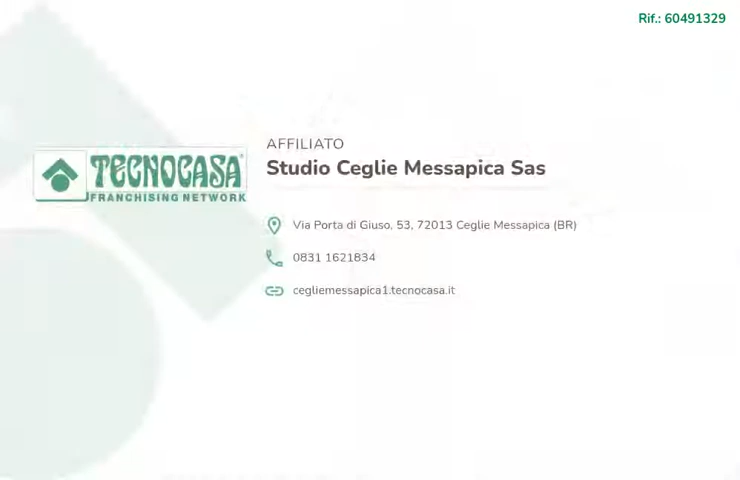 Rif.: 60491329
AFFILIATO
Studio Ceglie Messapica Sas
TECNOCASA
FRANCHISING NETWORK
Via Porta di Giuso, 53, 72013 Ceglie Messapica (BR)
0831 1621834
cegliemessapica1.tecnocasa.it